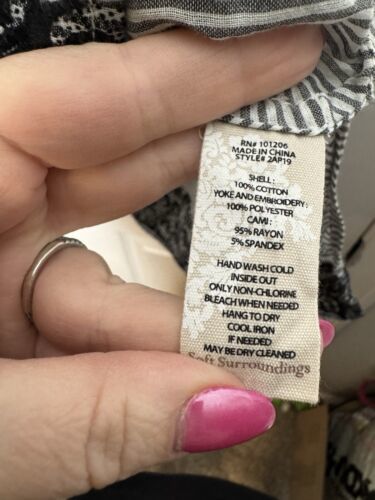 RN# 101206
MADE IN CHINA
STYLE# 2AP19
SHELL:
100% COTTON
YOKE AND EMBROIDERY:
100% POLYESTER
CAMI:
95% RAYON
5% SPANDEX
HAND WASH COLD
INSIDE OUT
ONLY NON-CHLORINE
BLEACH WHEN NEEDED
HANG TO DRY
COOL IRON
IF NEEDED
MAY BE DRY CLEANED
Soft Surroundings